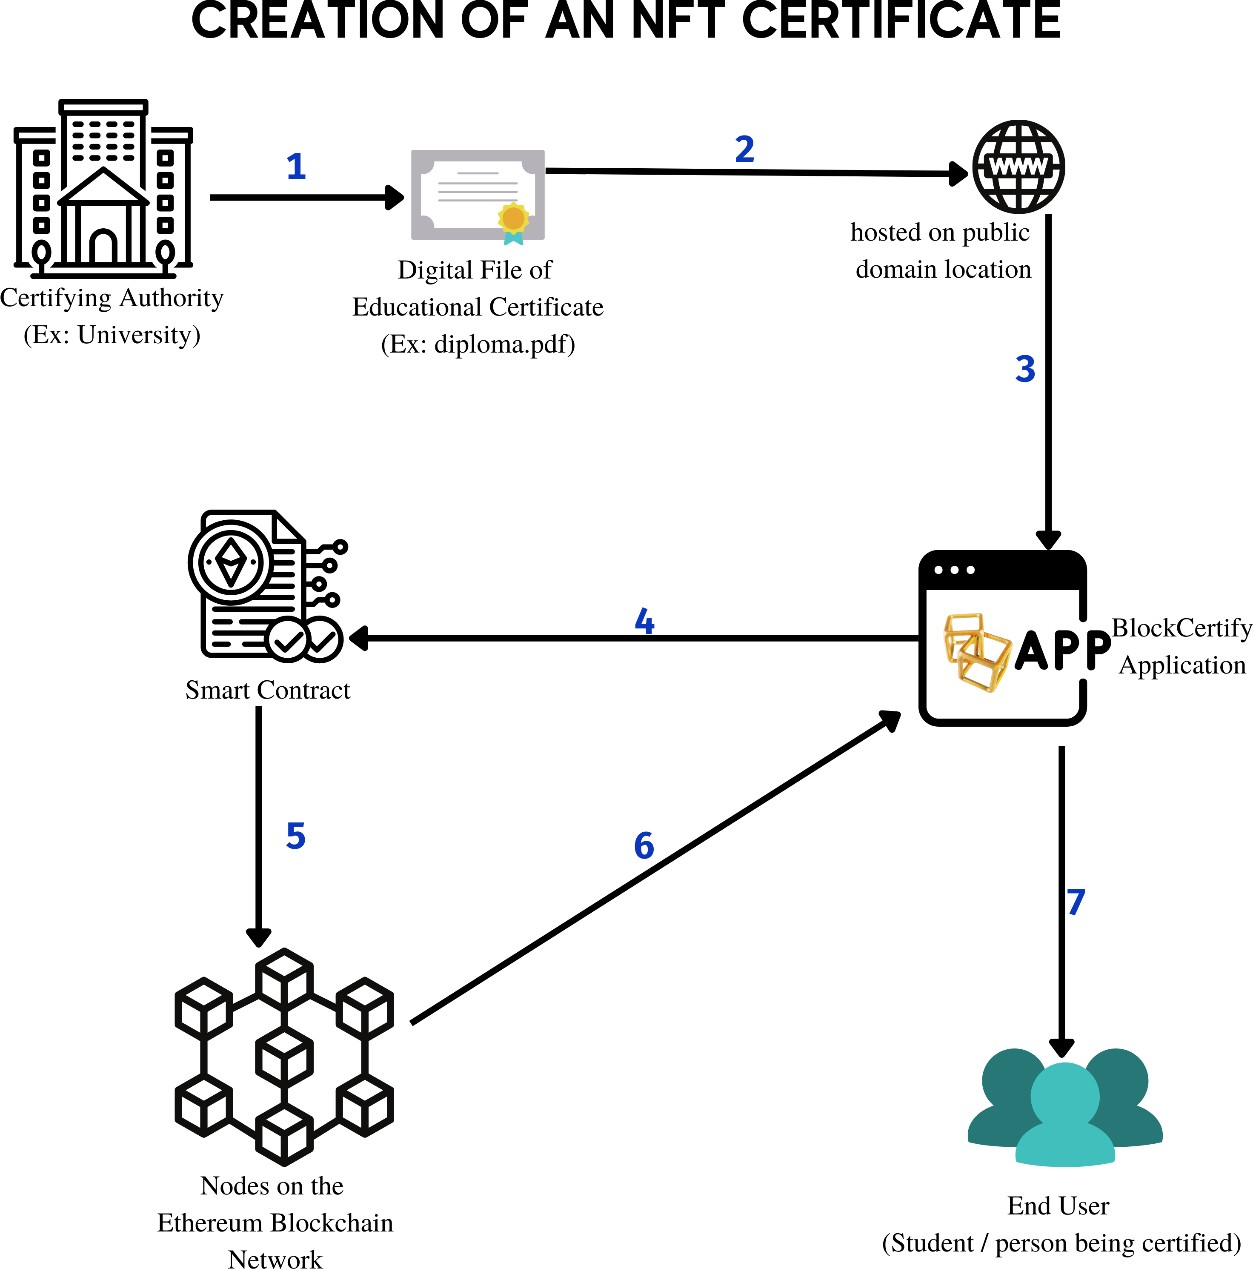 CREATION OF AN NFT CERTIFICATE
1
2
WWW
hosted on public
domain location
Certifying Authority
(Ex: University)
Digital File of
Educational Certificate
(Ex: diploma.pdf)
3
4
APP
BlockCertify
Application
Smart Contract
5
6
7
Nodes on the
Ethereum Blockchain
Network
End User
(Student / person being certified)